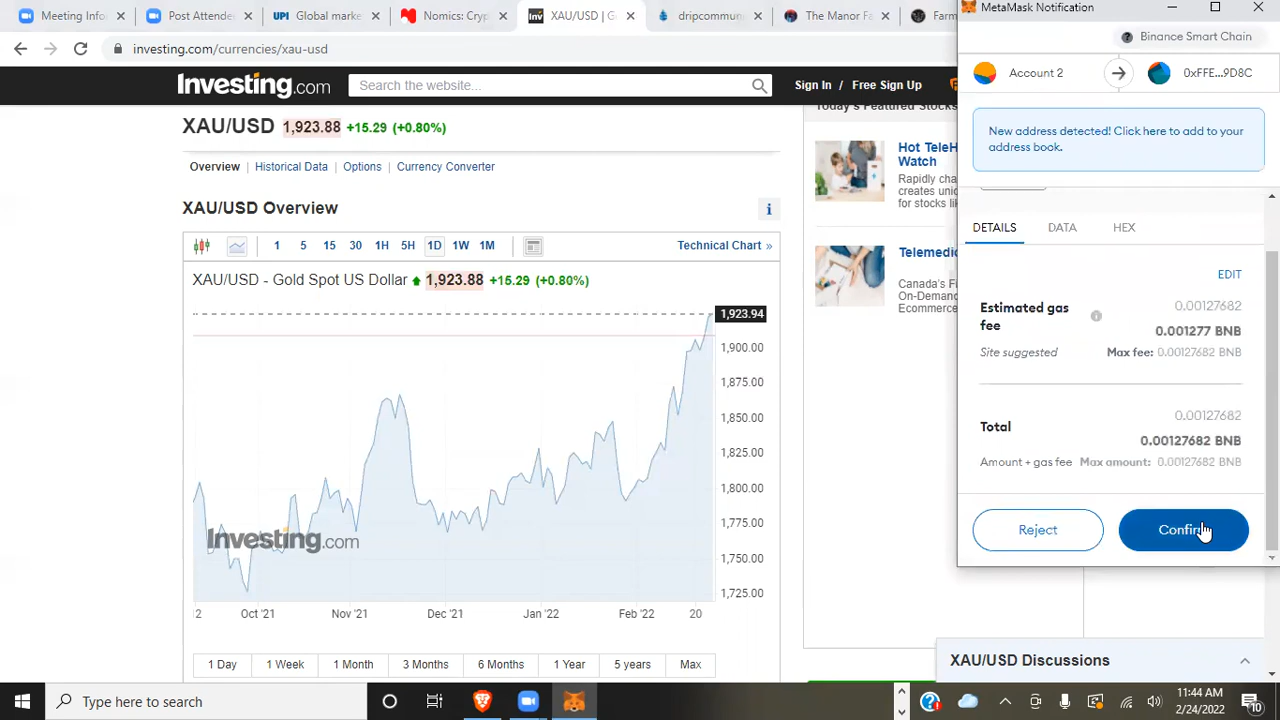 Meeting Info
Post Attende
UPI Global market
Nomics: Cryp
Inv XAU/USD | G
dripcommun
The Manor Fa
Farm
MetaMask Notification
investing.com/currencies/xau-usd
Binance Smart Chain
Investing.com
Search the website...
Sign In / Free Sign Up
Account 2
0xFFE...9D8C
XAU/USD 1,923.88 +15.29 (+0.80%)
Today's Featured Stocks
New address detected! Click here to add to your
address book.
Overview | Historical Data | Options | Currency Converter
Hot TeleH
Watch
Rapidly cha
creates uniq
for stocks lik
XAU/USD Overview
i
DETAILS DATA HEX
1 5 15 30 1H 5H 1D 1W 1M
Technical Chart »
Telemedic
Canada's Fi
On-Demand
Ecommerce
EDIT
XAU/USD - Gold Spot US Dollar 1,923.88 +15.29 (+0.80%)
Estimated gas
fee
0.00127682
0.001277 BNB
Site suggested
Max fee: 0.00127682 BNB
1,923.94
1,900.00
1,875.00
1,850.00
1,825.00
1,800.00
1,775.00
1,750.00
1,725.00
Total
0.00127682
0.00127682 BNB
Amount + gas fee Max amount: 0.00127682 BNB
Reject
Confir
Investing.com
2 Oct '21 Nov '21 Dec '21 Jan '22 Feb '22 20
1 Day 1 Week 1 Month 3 Months 6 Months 1 Year 5 years Max
XAU/USD Discussions
Type here to search
11:44 AM
2/24/2022
10